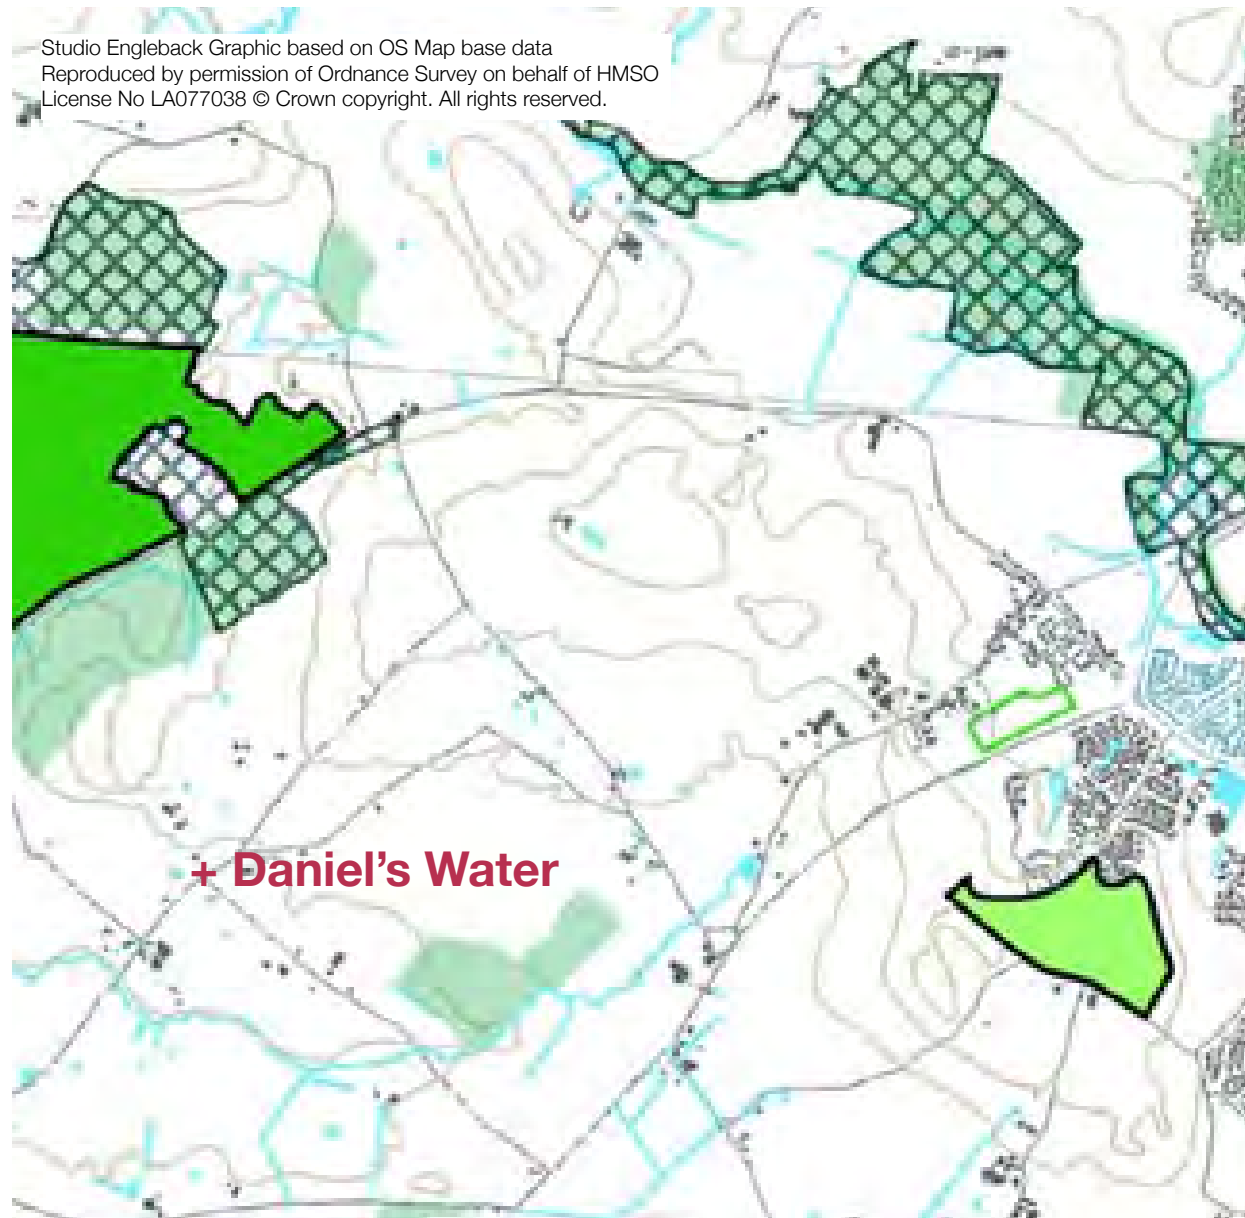 Studio Engleback Graphic based on OS Map base data
Reproduced by permission of Ordnance Survey on behalf of HMSO
License No LA077038 © Crown copyright. All rights reserved.
+ Daniel’s Water